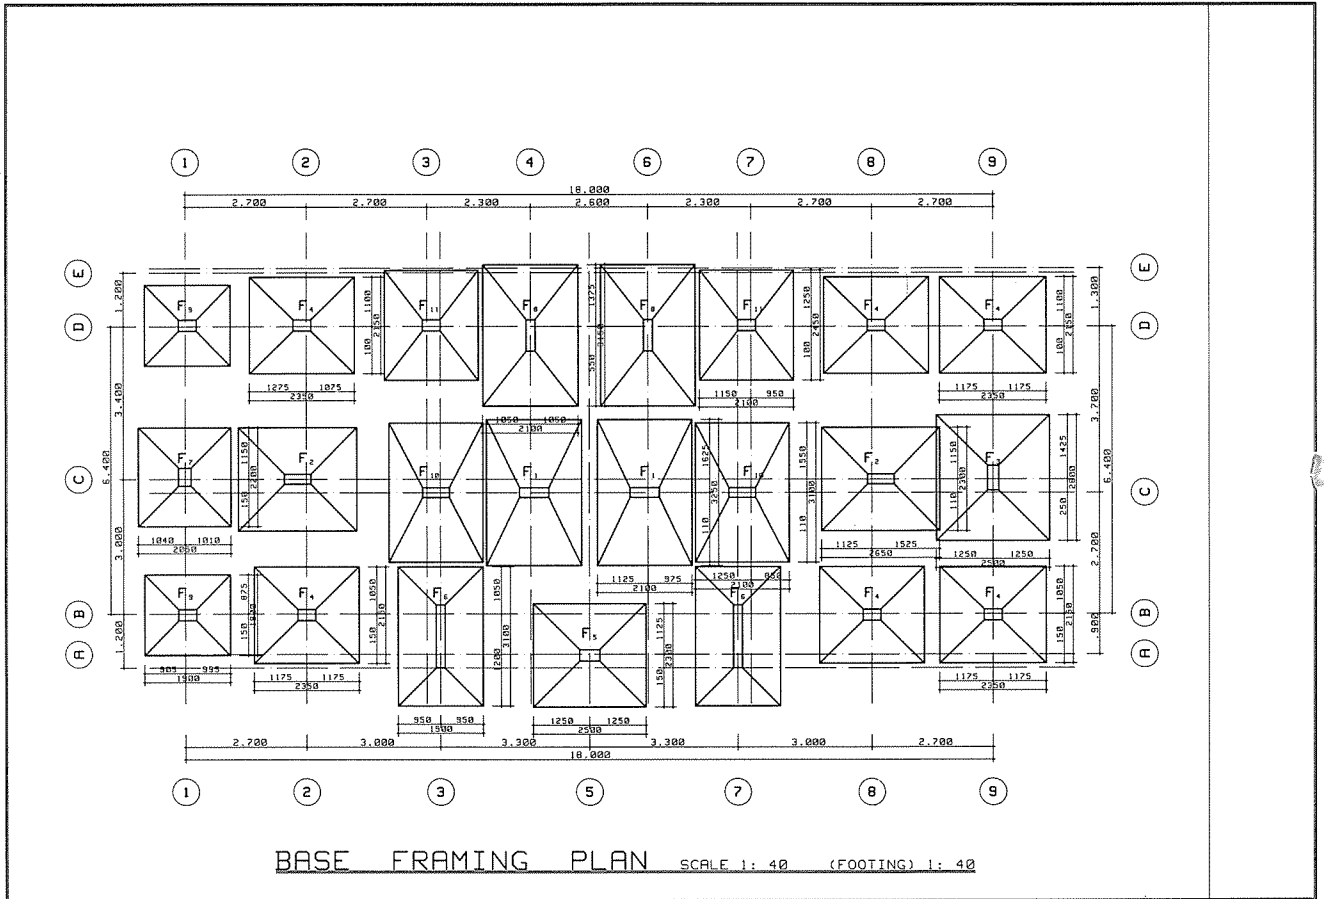 1 2 3 4 6 7 8 9
18.000
2.700 2.700 2.300 2.600 2.300 2.700 2.700
E E
1.200 1.300
D D
F9 F4 F11 F8 F8 F11 F4 F4
1100 2150 100
1375 3150 550
1250 2450 100
1100 2150 100
1275 1075
2350
1150 950
2100
1175 1175
2350
3.400 3.700
1050 1050
2100
F7 F2 F10 F1 F1 F10 F2 F3
1150 2200 150
1625 3250 110
1550 3100 110
1150 2300 110
1425 2800 250
C C
6.400 6.400
1040 1010
2050
1125 1525
2650
1250 1250
2500
3.000 2.700
1125 975
2100
1250 850
2100
F9 F4 F6 F5 F6 F4 F4
875 150
1050 2150 150
1050 3100 1200
1125 2300 150
1050 2150 150
B B
1.200 .900
A A
905 995
1900
1175 1175
2350
950 950
1900
1250 1250
2500
1175 1175
2350
2.700 3.000 3.300 3.300 3.000 2.700
18.000
1 2 3 5 7 8 9
BASE FRAMING PLAN SCALE 1: 40 (FOOTING) 1: 40